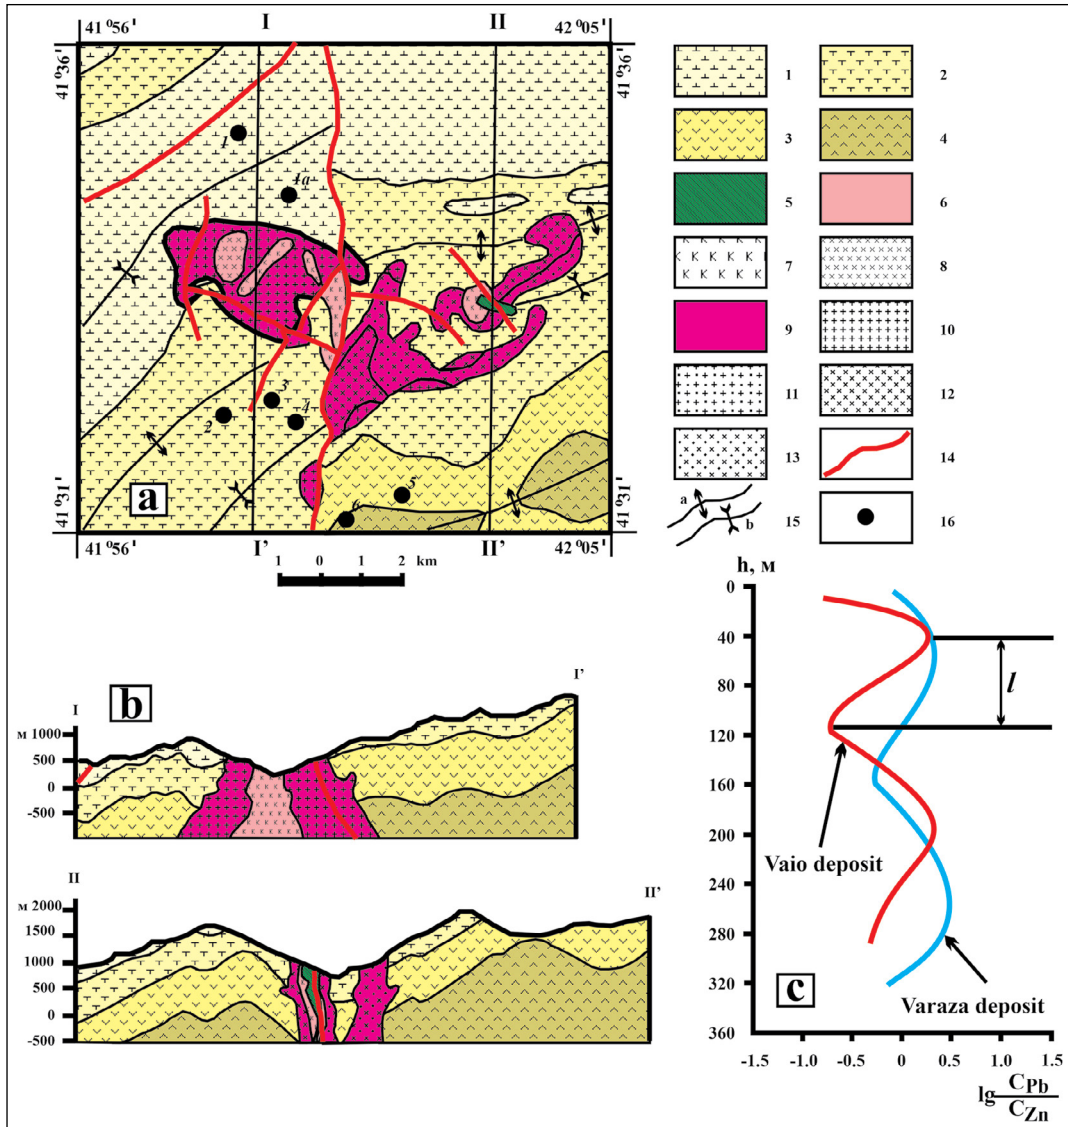 41 °56' I II 42 °05'
41 °36'
41 °36'
1
1a
3
2
4
5
6
a
41 °31'
41 °31'
41 °56' I' II' 42 °05'
1 0 1 2 km
1 2
3 4
5 6
K K K K K
K K K K K
7 8
9 10
11 12
13 14
a
b
15 16
b
I I'
м 1000
500
0
-500
II II'
м 2000
1500
1000
500
0
-500
h, м
0
40
80
120
160
200
240
280
320
360
l
Vaio deposit
c
Varaza deposit
-1.5 -1.0 -0.5 0 0.5 1.0 1.5
lg CPb
CZn